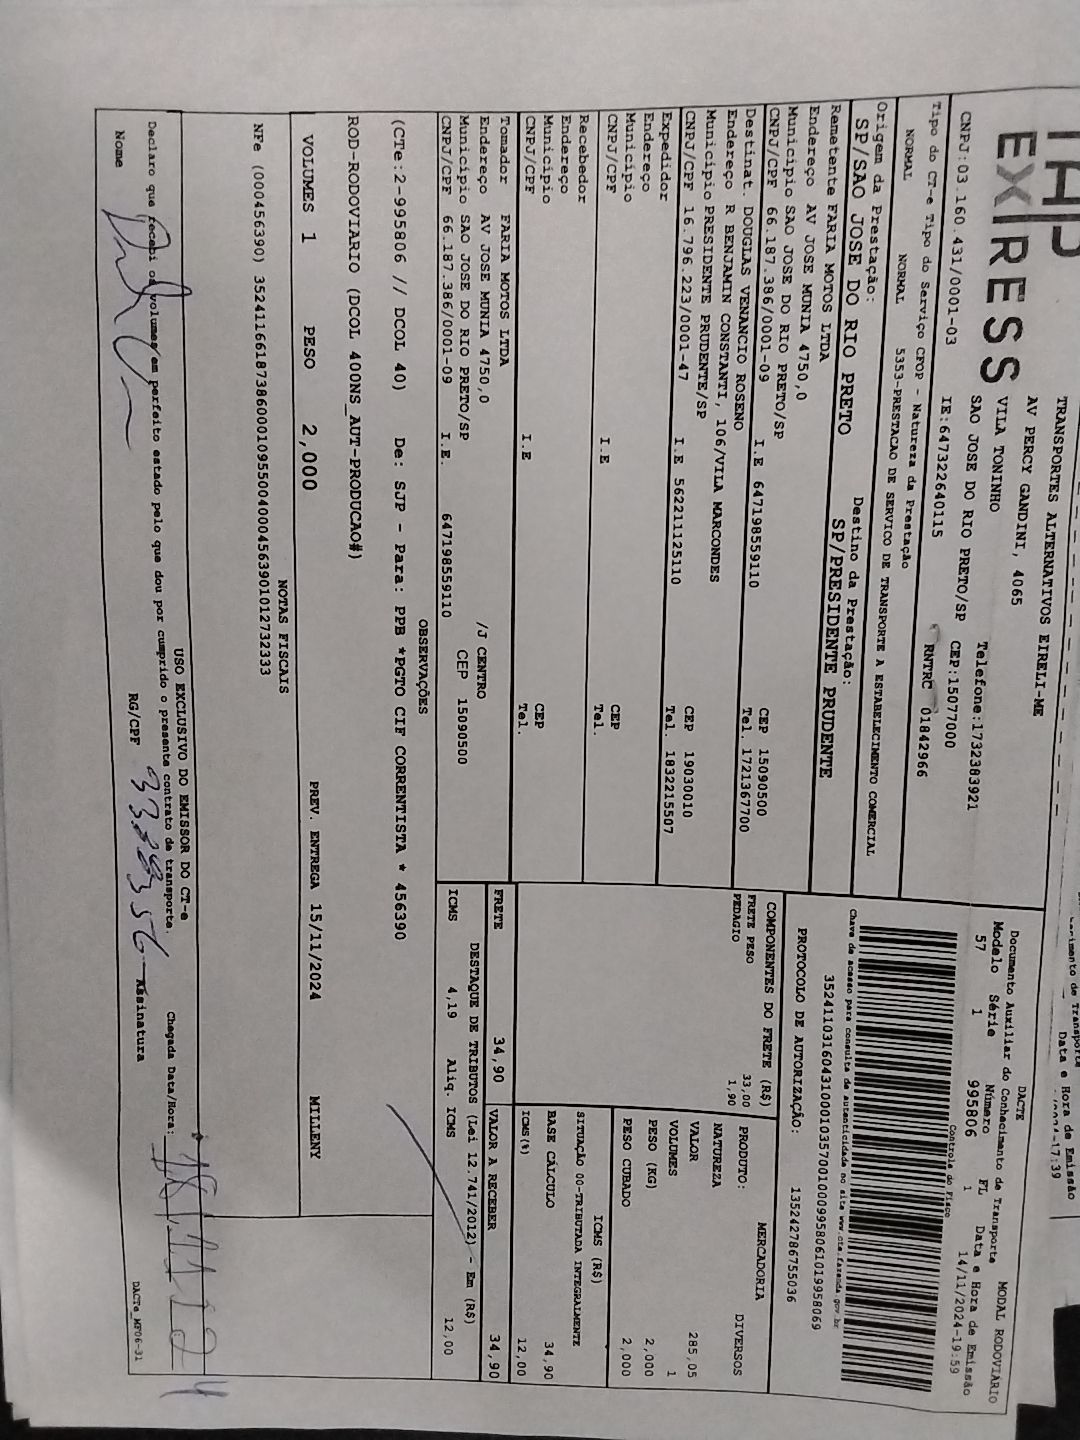 EX|RESS
TRANSPORTES ALTERNATIVOS EIRELI-ME
AV PERCY GANDINI, 4065
VILA TONINHO
SAO JOSE DO RIO PRETO/SP CEP:15077000
Telefone:1732383921
CNPJ:03.160.431/0001-03 IE:647322640115 RNTRC 01842966
Tipo do CT-e Tipo do Serviço CFOP - Natureza da Prestação
NORMAL NORMAL 5353-PRESTACAO DE SERVICO DE TRANSPORTE A ESTABELECIMENTO COMERCIAL
Origem da Prestação: Destino da Prestação:
SP/SAO JOSE DO RIO PRETO SP/PRESIDENTE PRUDENTE
Remetente FARIA MOTOS LTDA
Endereço AV JOSE MUNIA 4750,0
Município SAO JOSE DO RIO PRETO/SP CEP 15090500
CNPJ/CPF 66.187.386/0001-09 I.E 647198559110 Tel. 1721367700
Destinat. DOUGLAS VENANCIO ROSENO
Endereço R BENJAMIN CONSTANTI, 106/VILA MARCONDES
Município PRESIDENTE PRUDENTE/SP CEP 19030010
CNPJ/CPF 16.796.223/0001-47 I.E 562211125110 Tel. 1832215507
Expedidor
Endereço
Município CEP
CNPJ/CPF I.E Tel.
Recebedor
Endereço
Município CEP
CNPJ/CPF I.E Tel.
Tomador FARIA MOTOS LTDA
Endereço AV JOSE MUNIA 4750,0 /J CENTRO
Município SAO JOSE DO RIO PRETO/SP CEP 15090500
CNPJ/CPF 66.187.386/0001-09 I.E. 647198559110
DACTE MODAL RODOVIARIO
Documento Auxiliar do Conhecimento de Transporte
Modelo Série Número FL Data e Hora de Emissão
57 1 995806 1 14/11/2024-19:59
Controle do Fisco
Chave de acesso para consulta de autenticidade no site www.cte.fazenda.gov.br
35241103160431000103570010009958061019958069
PROTOCOLO DE AUTORIZAÇÃO: 135242786755036
COMPONENTES DO FRETE (R$)
FRETE PESO 33,00
PEDAGIO 1,90
MERCADORIA
PRODUTO: DIVERSOS
NATUREZA
VALOR 285,05
VOLUMES 1
PESO (KG) 2,000
PESO CUBADO 2,000
ICMS (R$)
SITUAÇÃO 00-TRIBUTADA INTEGRALMENTE
BASE CÁLCULO 34,90
ICMS(%) 12,00
FRETE 34,90 VALOR A RECEBER 34,90
DESTAQUE DE TRIBUTOS (Lei 12.741/2012) - Em (R$)
ICMS 4,19 Aliq. ICMS 12,00
OBSERVAÇÕES
(CTe:2-995806 // DCOL 40) De: SJP - Para: PPB *PGTO CIF CORRENTISTA * 456390
ROD-RODOVIARIO (DCOL 400NS_AUT-PRODUCAO#)
VOLUMES 1 PESO 2,000 PREV. ENTREGA 15/11/2024 MILLENY
NOTAS FISCAIS
NFe (000456390) 35241166187386000109550040004563901012732333
USO EXCLUSIVO DO EMISSOR DO CT-e
Declaro que recebi os volumes em perfeito estado pelo que dou por cumprido o presente contrato de transporte. Chegada Data/Hora:
Nome RG/CPF Assinatura
DACTe_MF06-31